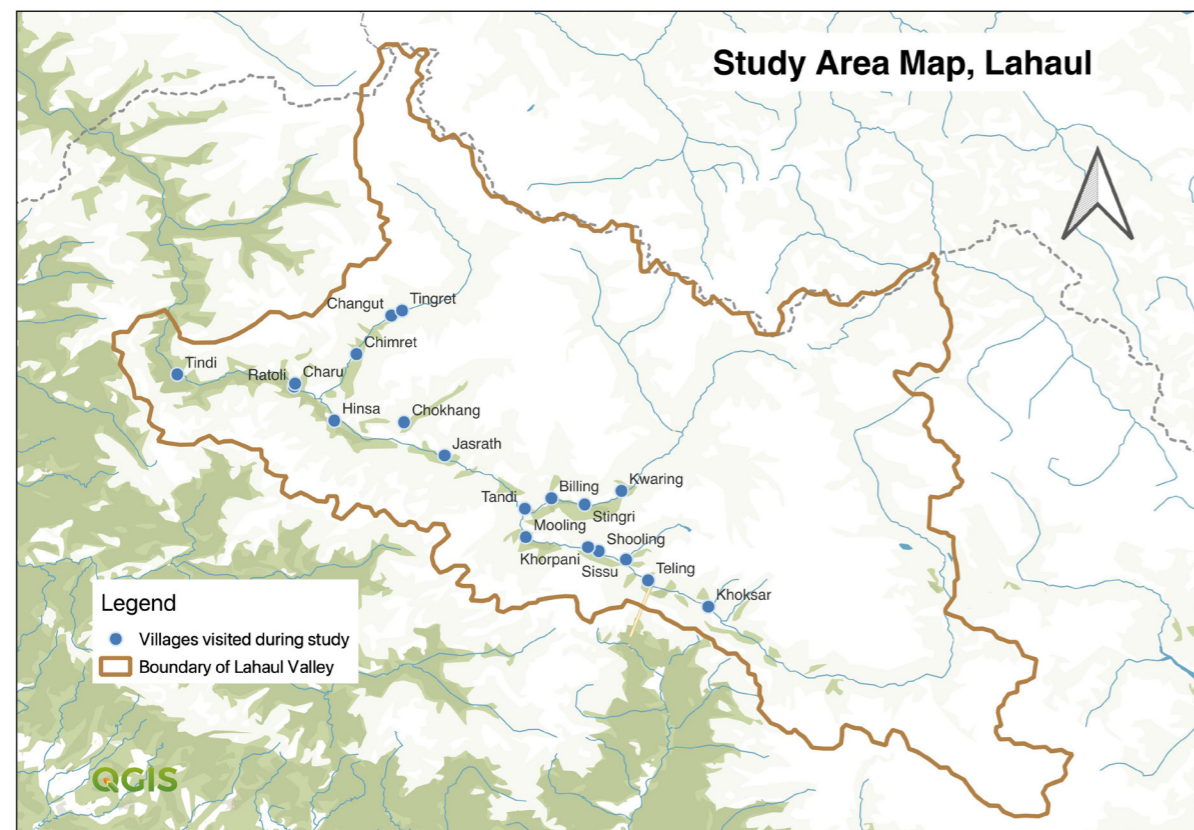 Study Area Map, Lahaul
Changut
Tingret
Chimret
Tindi
Ratoli
Charu
Hinsa
Chokhang
Jasrath
Kwaring
Billing
Tandi
Stingri
Mooling
Shooling
Khorpani
Sissu
Teling
Khoksar
Legend
Villages visited during study
Boundary of Lahaul Valley
QGIS